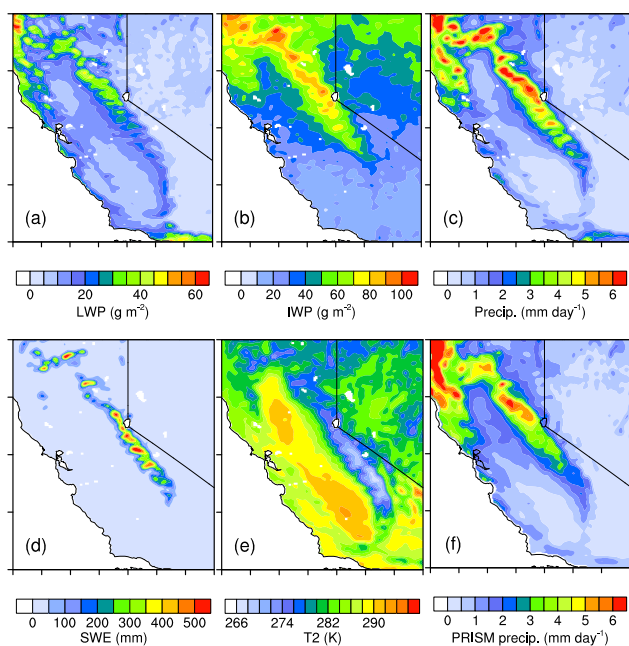 (a)
(b)
(c)
0 20 40 60
LWP (g m⁻²)
0 20 40 60 80 100
IWP (g m⁻²)
0 1 2 3 4 5 6
Precip. (mm day⁻¹)
(d)
(e)
(f)
0 100 200 300 400 500
SWE (mm)
266 274 282 290
T2 (K)
0 1 2 3 4 5 6
PRISM precip. (mm day⁻¹)